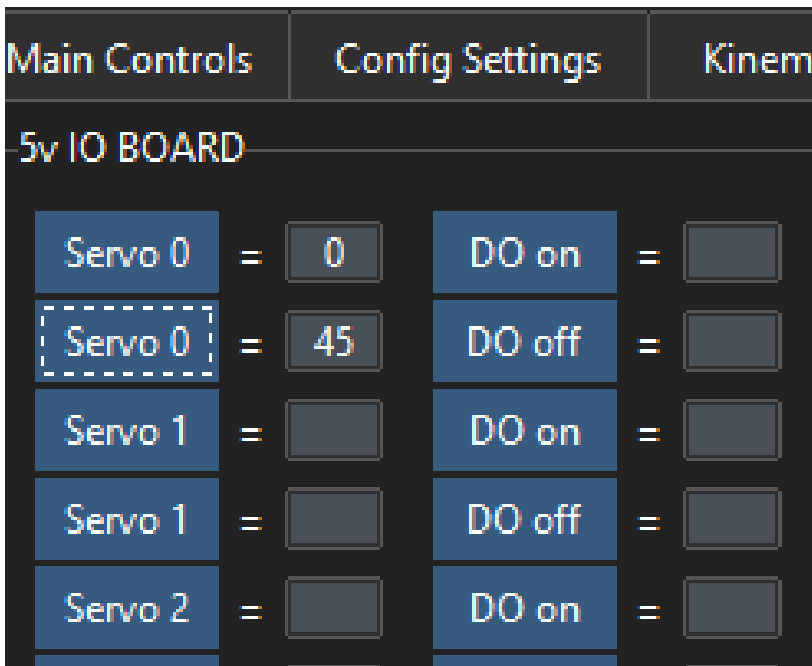 Main Controls Config Settings Kinem
5v IO BOARD
Servo 0 = 0 DO on =
Servo 0 = 45 DO off =
Servo 1 = DO on =
Servo 1 = DO off =
Servo 2 = DO on =